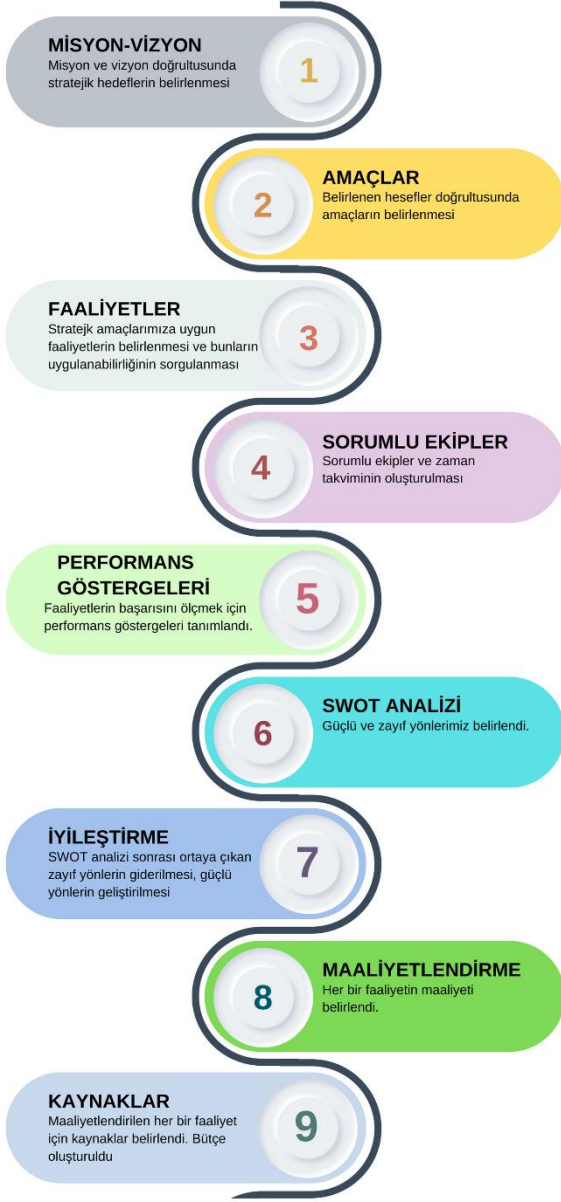 MİSYON-VİZYON
Misyon ve vizyon doğrultusunda
stratejik hedeflerin belirlenmesi
1
AMAÇLAR
Belirlenen hesefler doğrultusunda
amaçların belirlenmesi
2
FAALİYETLER
Stratejk amaçlarımıza uygun
faaliyetlerin belirlenmesi ve bunların
uygulanabilirliğinin sorgulanması
3
SORUMLU EKİPLER
Sorumlu ekipler ve zaman
takviminin oluşturulması
4
PERFORMANS
GÖSTERGELERİ
Faaliyetlerin başarısını ölçmek için
performans göstergeleri tanımlandı.
5
SWOT ANALİZİ
Güçlü ve zayıf yönlerimiz belirlendi.
6
İYİLEŞTİRME
SWOT analizi sonrası ortaya çıkan
zayıf yönlerin giderilmesi, güçlü
yönlerin geliştirilmesi
7
MAALİYETLENDİRME
Her bir faaliyetin maaliyeti
belirlendi.
8
KAYNAKLAR
Maaliyetlendirilen her bir faaliyet
için kaynaklar belirlendi. Bütçe
oluşturuldu
9